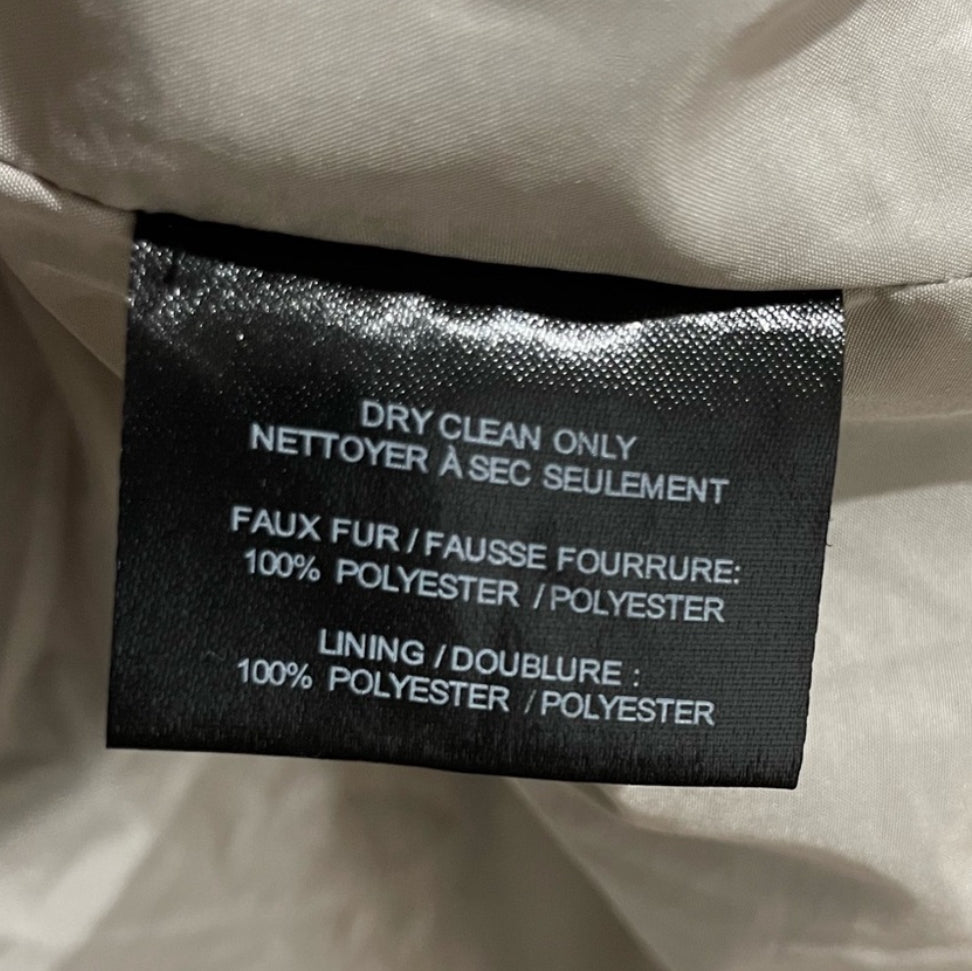 DRY CLEAN ONLY
NETTOYER À SEC SEULEMENT
FAUX FUR / FAUSSE FOURRURE:
100% POLYESTER / POLYESTER
LINING / DOUBLURE :
100% POLYESTER / POLYESTER